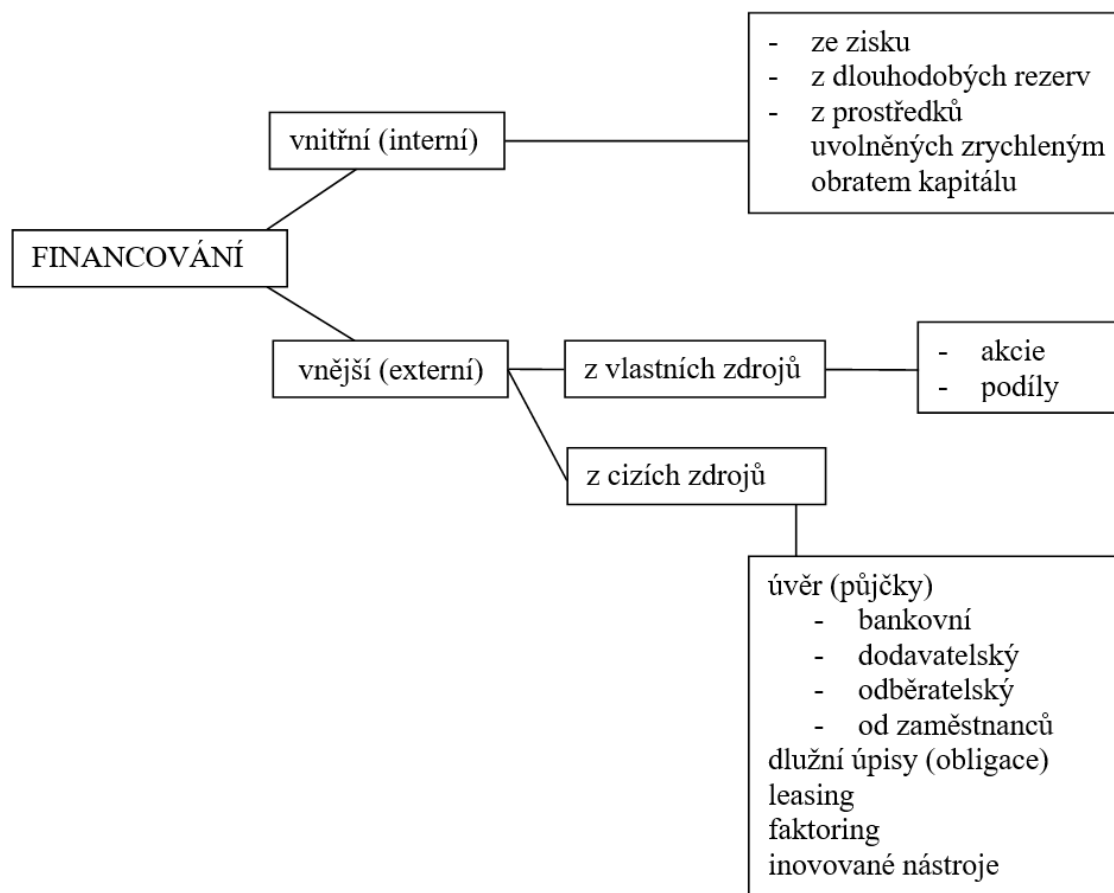 - ze zisku
- z dlouhodobých rezerv
- z prostředků
uvolněných zrychleným
obratem kapitálu
vnitřní (interní)
FINANCOVÁNÍ
vnější (externí)
z vlastních zdrojů
- akcie
- podíly
z cizích zdrojů
úvěr (půjčky)
- bankovní
- dodavatelský
- odběratelský
- od zaměstnanců
dlužní úpisy (obligace)
leasing
faktoring
inovované nástroje